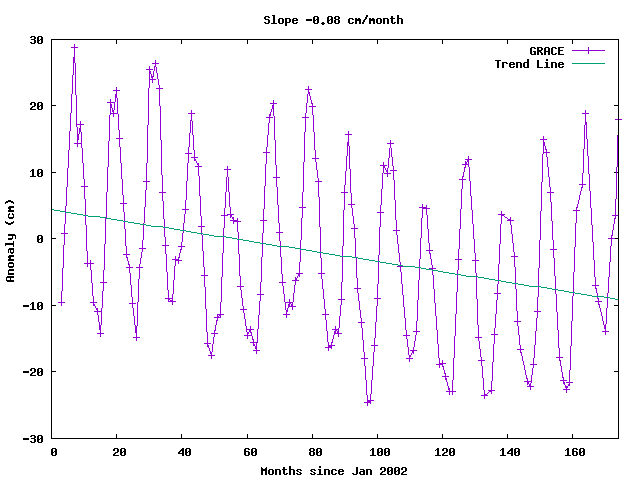 Slope -0.08 cm/month
GRACE
Trend Line
30
20
10
0
-10
-20
-30
Anomaly (cm)
0 20 40 60 80 100 120 140 160
Months since Jan 2002